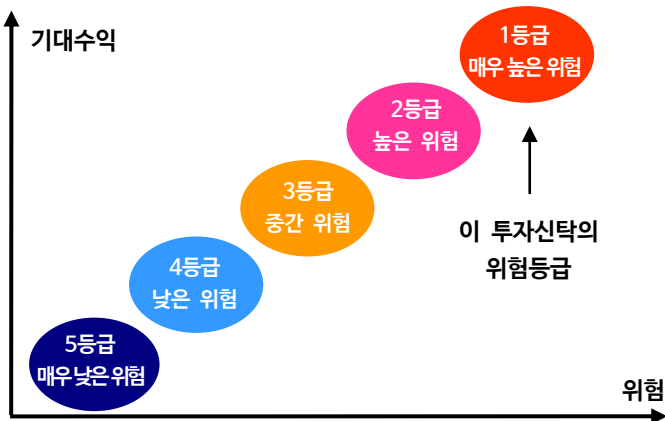 기대수익
1등급
매우 높은 위험
2등급
높은 위험
3등급
중간 위험
이 투자신탁의
위험등급
4등급
낮은 위험
5등급
매우 낮은 위험
위험